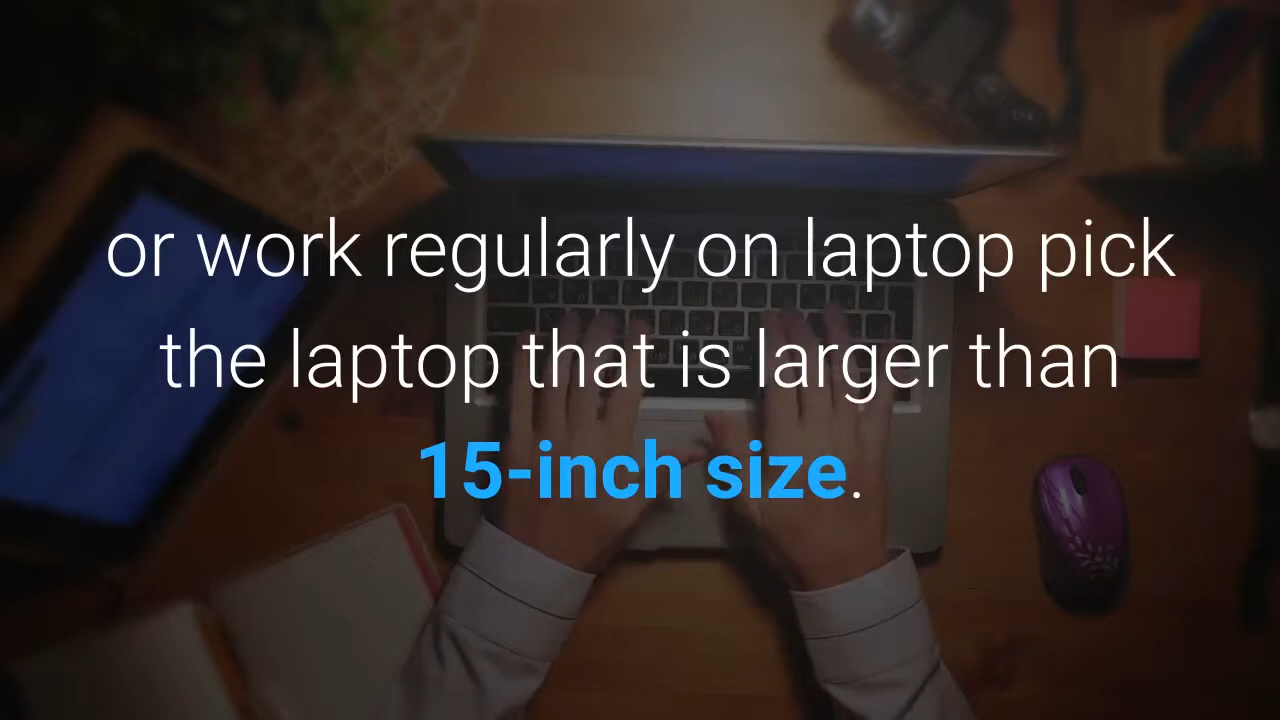 or work regularly on laptop pick
the laptop that is larger than
15-inch size.